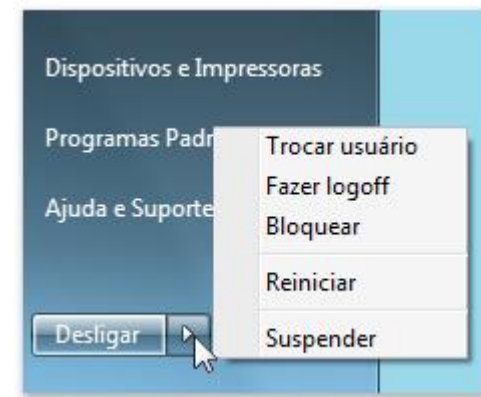 Dispositivos e Impressoras
Programas Padr
Ajuda e Suporte
Desligar
Trocar usuário
Fazer logoff
Bloquear
Reiniciar
Suspender